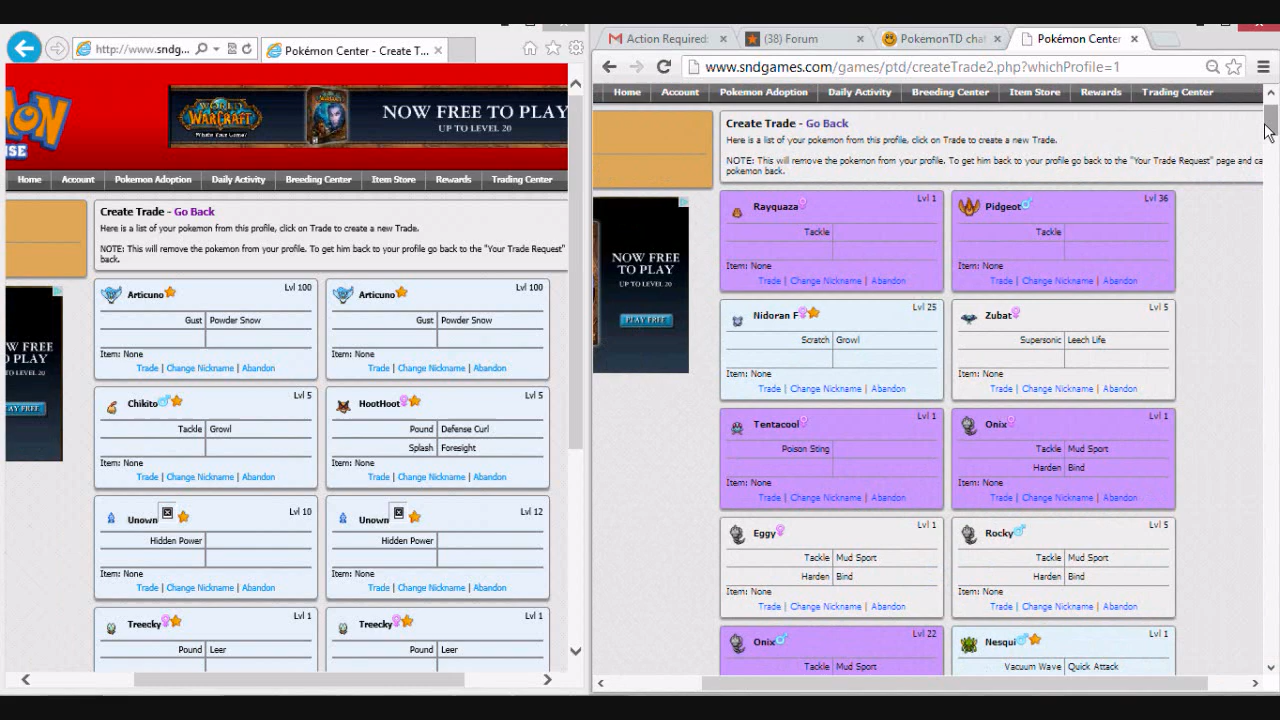 http://www.sndg...
Pokémon Center - Create T...
ON
ISE
WORLD
WARCRAFT
What's Your Game?
NOW FREE TO PLAY
UP TO LEVEL 20
Home
Account
Pokemon Adoption
Daily Activity
Breeding Center
Item Store
Rewards
Trading Center
NOW FREE
O PLAY
TO LEVEL 20
AY FREE
Create Trade - Go Back
Here is a list of your pokemon from this profile, click on Trade to create a new Trade.
NOTE: This will remove the pokemon from your profile. To get him back to your profile go back to the "Your Trade Request"
back.
Articuno Lvl 100
Gust Powder Snow
Item: None
Trade | Change Nickname | Abandon
Articuno Lvl 100
Gust Powder Snow
Item: None
Trade | Change Nickname | Abandon
Chikito Lvl 5
Tackle Growl
Item: None
Trade | Change Nickname | Abandon
HootHoot Lvl 5
Pound Defense Curl
Splash Foresight
Item: None
Trade | Change Nickname | Abandon
Unown Lvl 10
Hidden Power
Item: None
Trade | Change Nickname | Abandon
Unown Lvl 12
Hidden Power
Item: None
Trade | Change Nickname | Abandon
Treecky Lvl 1
Pound Leer
Treecky Lvl 1
Pound Leer
Action Required:
(38) Forum
PokemonTD chat
Pokémon Center
www.sndgames.com/games/ptd/createTrade2.php?whichProfile=1
Home
Account
Pokemon Adoption
Daily Activity
Breeding Center
Item Store
Rewards
Trading Center
NOW FREE
TO PLAY
UP TO LEVEL 20
PLAY FREE
Create Trade - Go Back
Here is a list of your pokemon from this profile, click on Trade to create a new Trade.
NOTE: This will remove the pokemon from your profile. To get him back to your profile go back to the "Your Trade Request" page and ca
pokemon back.
Rayquaza Lvl 1
Tackle
Item: None
Trade | Change Nickname | Abandon
Pidgeot Lvl 36
Tackle
Item: None
Trade | Change Nickname | Abandon
Nidoran F Lvl 25
Scratch Growl
Item: None
Trade | Change Nickname | Abandon
Zubat Lvl 5
Supersonic Leech Life
Item: None
Trade | Change Nickname | Abandon
Tentacool Lvl 1
Poison Sting
Item: None
Trade | Change Nickname | Abandon
Onix Lvl 1
Tackle Mud Sport
Harden Bind
Item: None
Trade | Change Nickname | Abandon
Eggy Lvl 1
Tackle Mud Sport
Harden Bind
Item: None
Trade | Change Nickname | Abandon
Rocky Lvl 5
Tackle Mud Sport
Harden Bind
Item: None
Trade | Change Nickname | Abandon
Onix Lvl 22
Tackle Mud Sport
Nesqui Lvl 1
Vacuum Wave Quick Attack